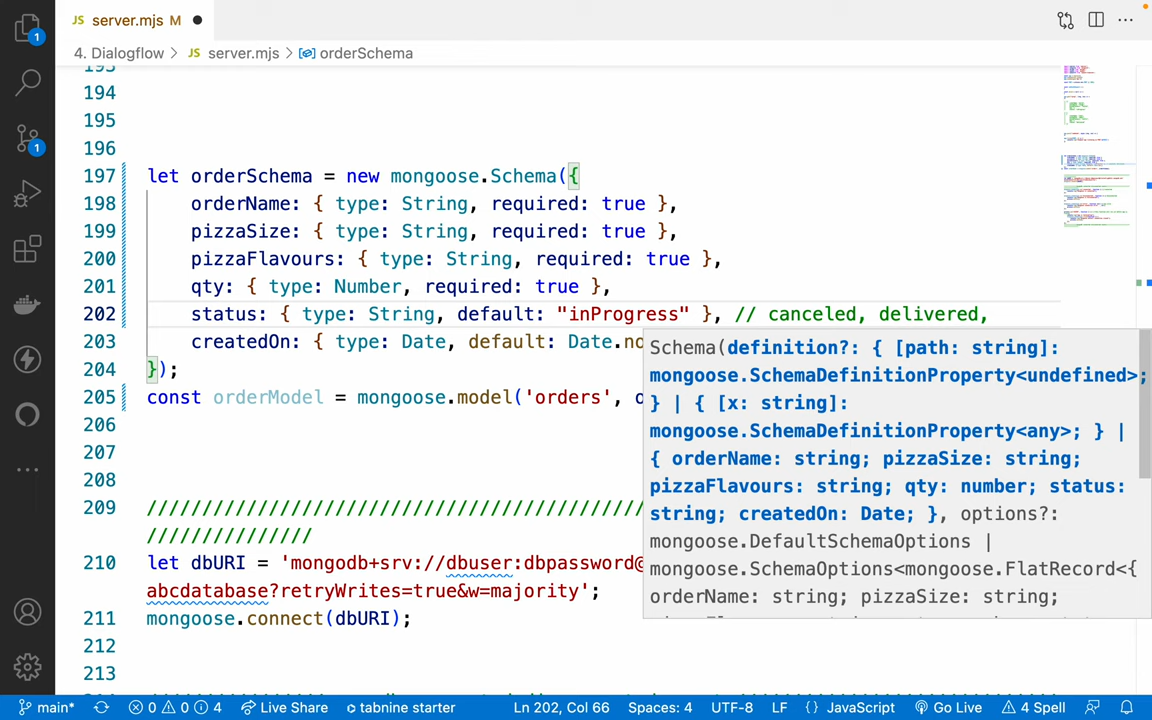 JS server.mjs M ●
4. Dialogflow > JS server.mjs > orderSchema
1
1
193
194
195
196
197 let orderSchema = new mongoose.Schema({
198 orderName: { type: String, required: true },
199 pizzaSize: { type: String, required: true },
200 pizzaFlavours: { type: String, required: true },
201 qty: { type: Number, required: true },
202 status: { type: String, default: "inProgress" }, // canceled, delivered,
203 createdOn: { type: Date, default: Date.no
204 });
205 const orderModel = mongoose.model('orders', o
206
207
208
209 /////////////////////////////////////////////
///////////////
210 let dbURI = 'mongodb+srv://dbuser:dbpassword@
abcdatabase?retryWrites=true&w=majority';
211 mongoose.connect(dbURI);
212
213
Schema(definition?: { [path: string]:
mongoose.SchemaDefinitionProperty<undefined>;
} | { [x: string]:
mongoose.SchemaDefinitionProperty<any>; } |
{ orderName: string; pizzaSize: string;
pizzaFlavours: string; qty: number; status:
string; createdOn: Date; }, options?:
mongoose.DefaultSchemaOptions |
mongoose.SchemaOptions<mongoose.FlatRecord<{
orderName: string; pizzaSize: string;
main* 0 0 4 Live Share tabnine starter Ln 202, Col 66 Spaces: 4 UTF-8 LF {} JavaScript Go Live 4 Spell